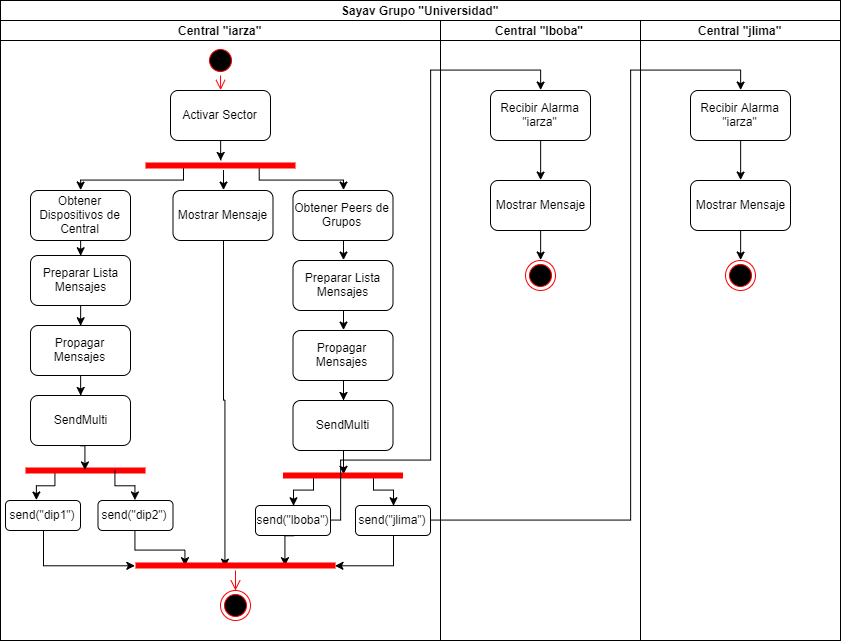 Sayav Grupo "Universidad"
Central "iarza"
Central "lboba"
Central "jlima"
Activar Sector
Recibir Alarma
"iarza"
Recibir Alarma
"iarza"
Obtener
Dispositivos de
Central
Mostrar Mensaje
Obtener Peers de
Grupos
Mostrar Mensaje
Mostrar Mensaje
Preparar Lista
Mensajes
Preparar Lista
Mensajes
Propagar
Mensajes
Propagar
Mensajes
SendMulti
SendMulti
send("dip1")
send("dip2")
send("lboba")
send("jlima")